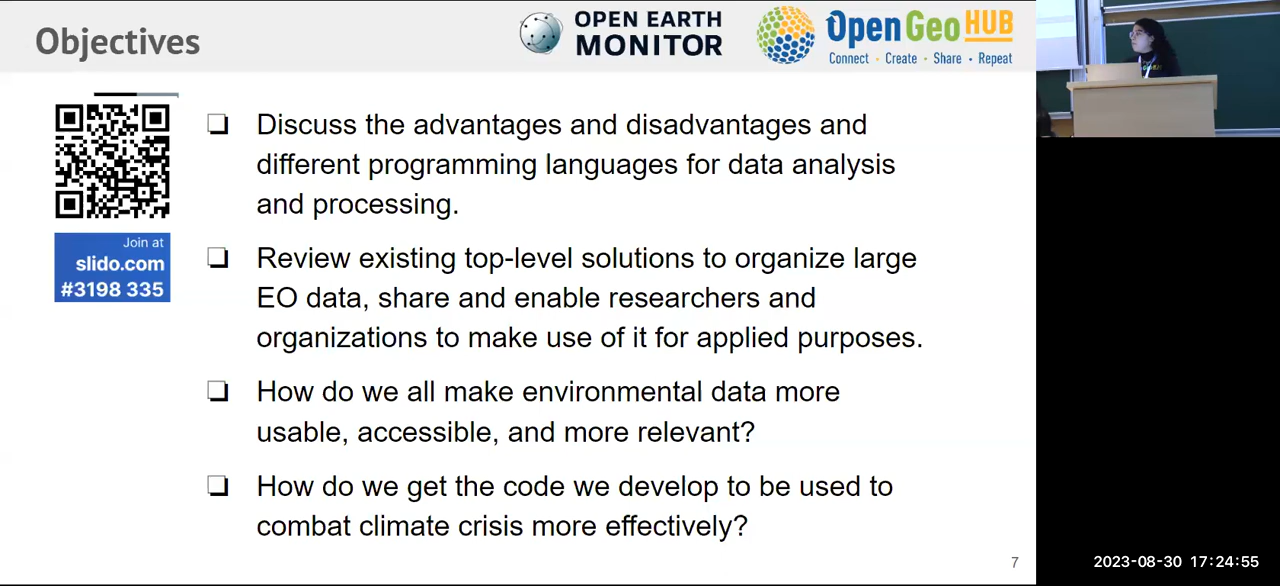 Objectives
OPEN EARTH
MONITOR
OpenGeoHUB
Connect • Create • Share • Repeat
Join at
slido.com
#3198 335
❏ Discuss the advantages and disadvantages and
different programming languages for data analysis
and processing.
❏ Review existing top-level solutions to organize large
EO data, share and enable researchers and
organizations to make use of it for applied purposes.
❏ How do we all make environmental data more
usable, accessible, and more relevant?
❏ How do we get the code we develop to be used to
combat climate crisis more effectively?
7
2023-08-30 17:24:55